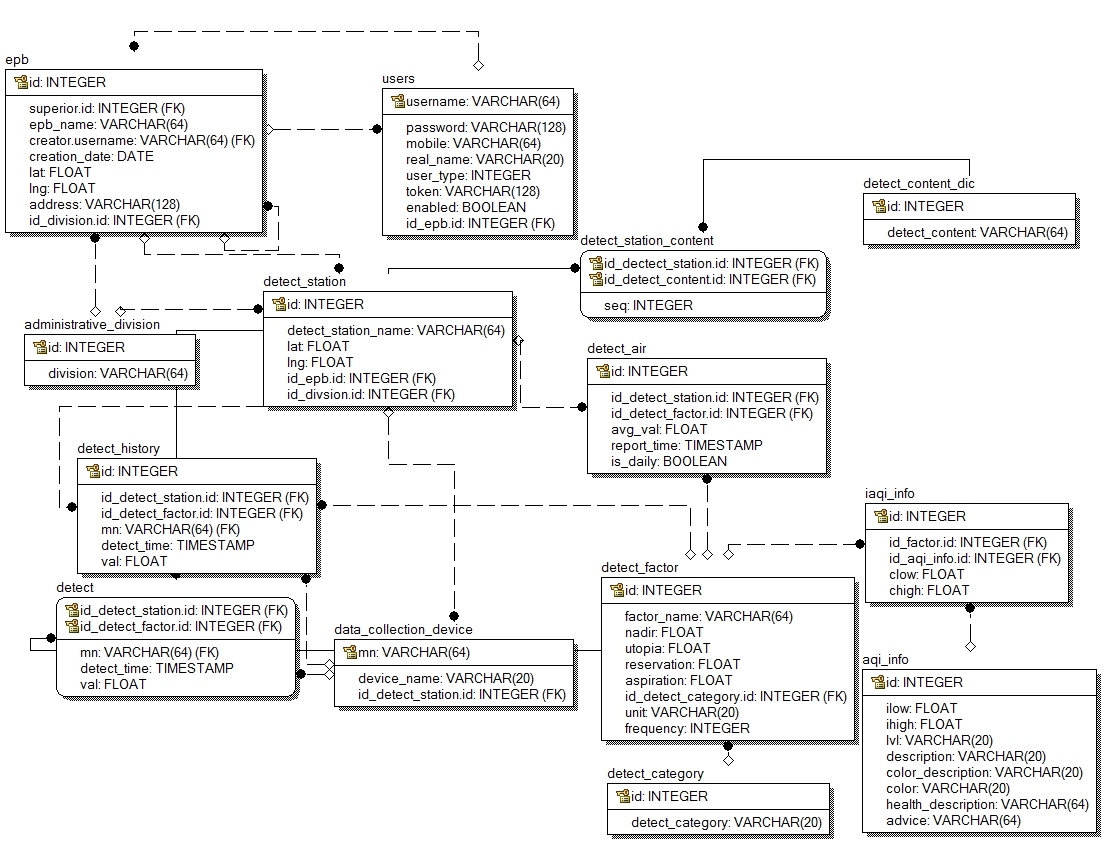 epb
id: INTEGER
superior.id: INTEGER (FK)
epb_name: VARCHAR(64)
creator.username: VARCHAR(64) (FK)
creation_date: DATE
lat: FLOAT
lng: FLOAT
address: VARCHAR(128)
id_division.id: INTEGER (FK)
users
username: VARCHAR(64)
password: VARCHAR(128)
mobile: VARCHAR(64)
real_name: VARCHAR(20)
user_type: INTEGER
token: VARCHAR(128)
enabled: BOOLEAN
id_epb.id: INTEGER (FK)
detect_content_dic
id: INTEGER
detect_content: VARCHAR(64)
detect_station_content
id_dectect_station.id: INTEGER (FK)
id_detect_content.id: INTEGER (FK)
seq: INTEGER
detect_station
id: INTEGER
detect_station_name: VARCHAR(64)
lat: FLOAT
lng: FLOAT
id_epb.id: INTEGER (FK)
id_divsion.id: INTEGER (FK)
administrative_division
id: INTEGER
division: VARCHAR(64)
detect_air
id: INTEGER
id_detect_station.id: INTEGER (FK)
id_detect_factor.id: INTEGER (FK)
avg_val: FLOAT
report_time: TIMESTAMP
is_daily: BOOLEAN
detect_history
id: INTEGER
id_detect_station.id: INTEGER (FK)
id_detect_factor.id: INTEGER (FK)
mn: VARCHAR(64) (FK)
detect_time: TIMESTAMP
val: FLOAT
iaqi_info
id: INTEGER
id_factor.id: INTEGER (FK)
id_aqi_info.id: INTEGER (FK)
clow: FLOAT
chigh: FLOAT
detect
id_detect_station.id: INTEGER (FK)
id_detect_factor.id: INTEGER (FK)
mn: VARCHAR(64) (FK)
detect_time: TIMESTAMP
val: FLOAT
data_collection_device
mn: VARCHAR(64)
device_name: VARCHAR(20)
id_detect_station.id: INTEGER (FK)
detect_factor
id: INTEGER
factor_name: VARCHAR(64)
nadir: FLOAT
utopia: FLOAT
reservation: FLOAT
aspiration: FLOAT
id_detect_category.id: INTEGER (FK)
unit: VARCHAR(20)
frequency: INTEGER
aqi_info
id: INTEGER
ilow: FLOAT
ihigh: FLOAT
lvl: VARCHAR(20)
description: VARCHAR(20)
color_description: VARCHAR(20)
color: VARCHAR(20)
health_description: VARCHAR(64)
advice: VARCHAR(64)
detect_category
id: INTEGER
detect_category: VARCHAR(20)